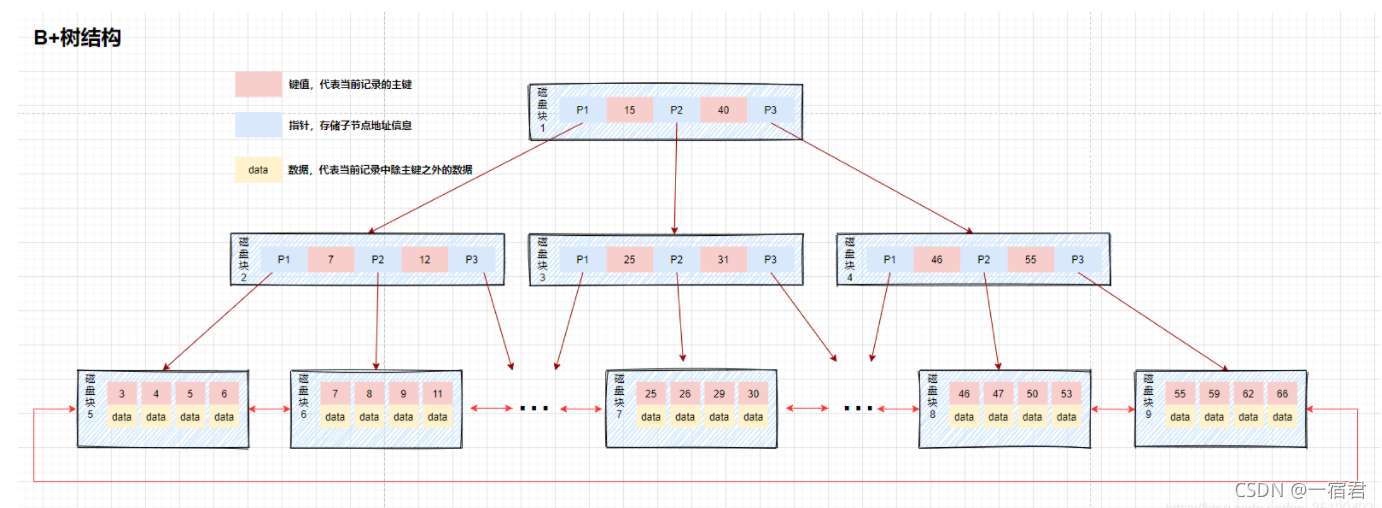 B+树结构
键值，代表当前记录的主键
指针，存储子节点地址信息
data 数据，代表当前记录中除主键之外的数据
磁盘块1 P1 15 P2 40 P3
磁盘块2 P1 7 P2 12 P3
磁盘块3 P1 25 P2 31 P3
磁盘块4 P1 46 P2 55 P3
磁盘块5 3 4 5 6
data data data data
磁盘块6 7 8 9 11
data data data data
...
磁盘块7 25 26 29 30
data data data data
...
磁盘块8 46 47 50 53
data data data data
磁盘块9 55 59 62 66
data data data data
CSDN @一宿君